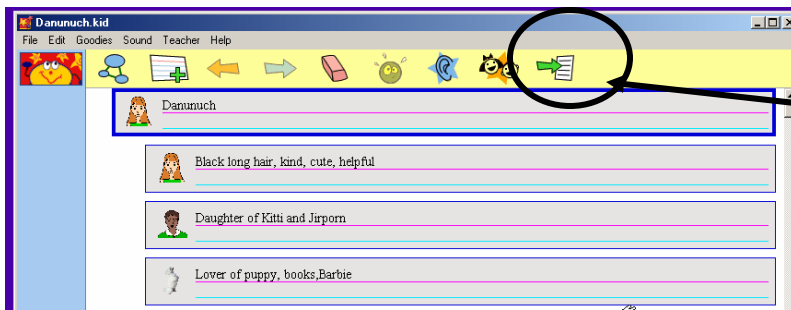 Danunuch.kid
File Edit Goodies Sound Teacher Help
Danunuch
Black long hair, kind, cute, helpful
Daughter of Kitti and Jirporn
Lover of puppy, books,Barbie